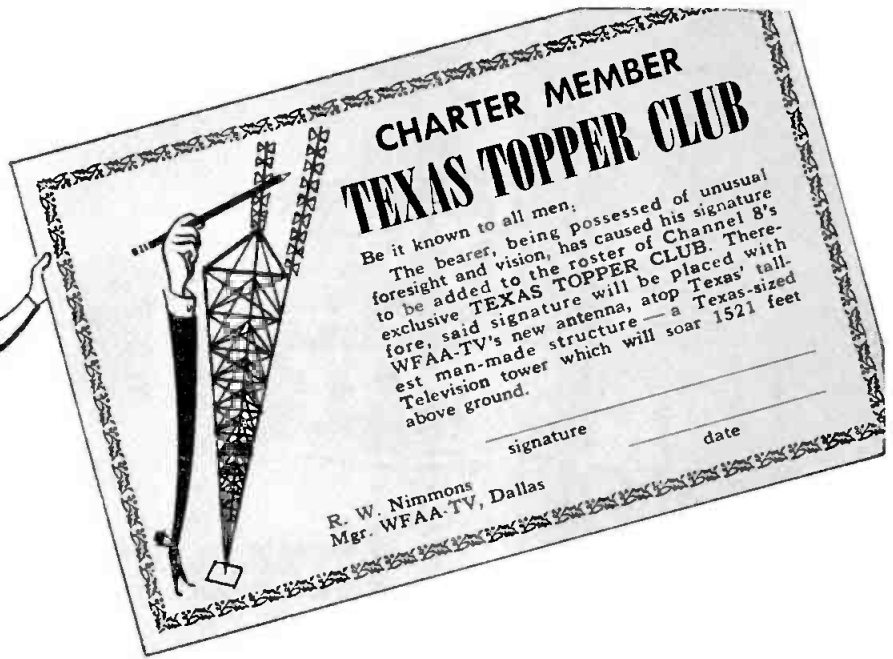 CHARTER MEMBER
TEXAS TOPPER CLUB
Be it known to all men:
The bearer, being possessed of unusual
foresight and vision, has caused his signature
to be added to the roster of Channel 8's
exclusive TEXAS TOPPER CLUB. There-
fore, said signature will be placed with
WFAA-TV's new antenna, atop Texas' tall-
est man-made structure — a Texas-sized
Television tower which will soar 1521 feet
above ground.
signature
date
R. W. Nimmons
Mgr. WFAA-TV, Dallas